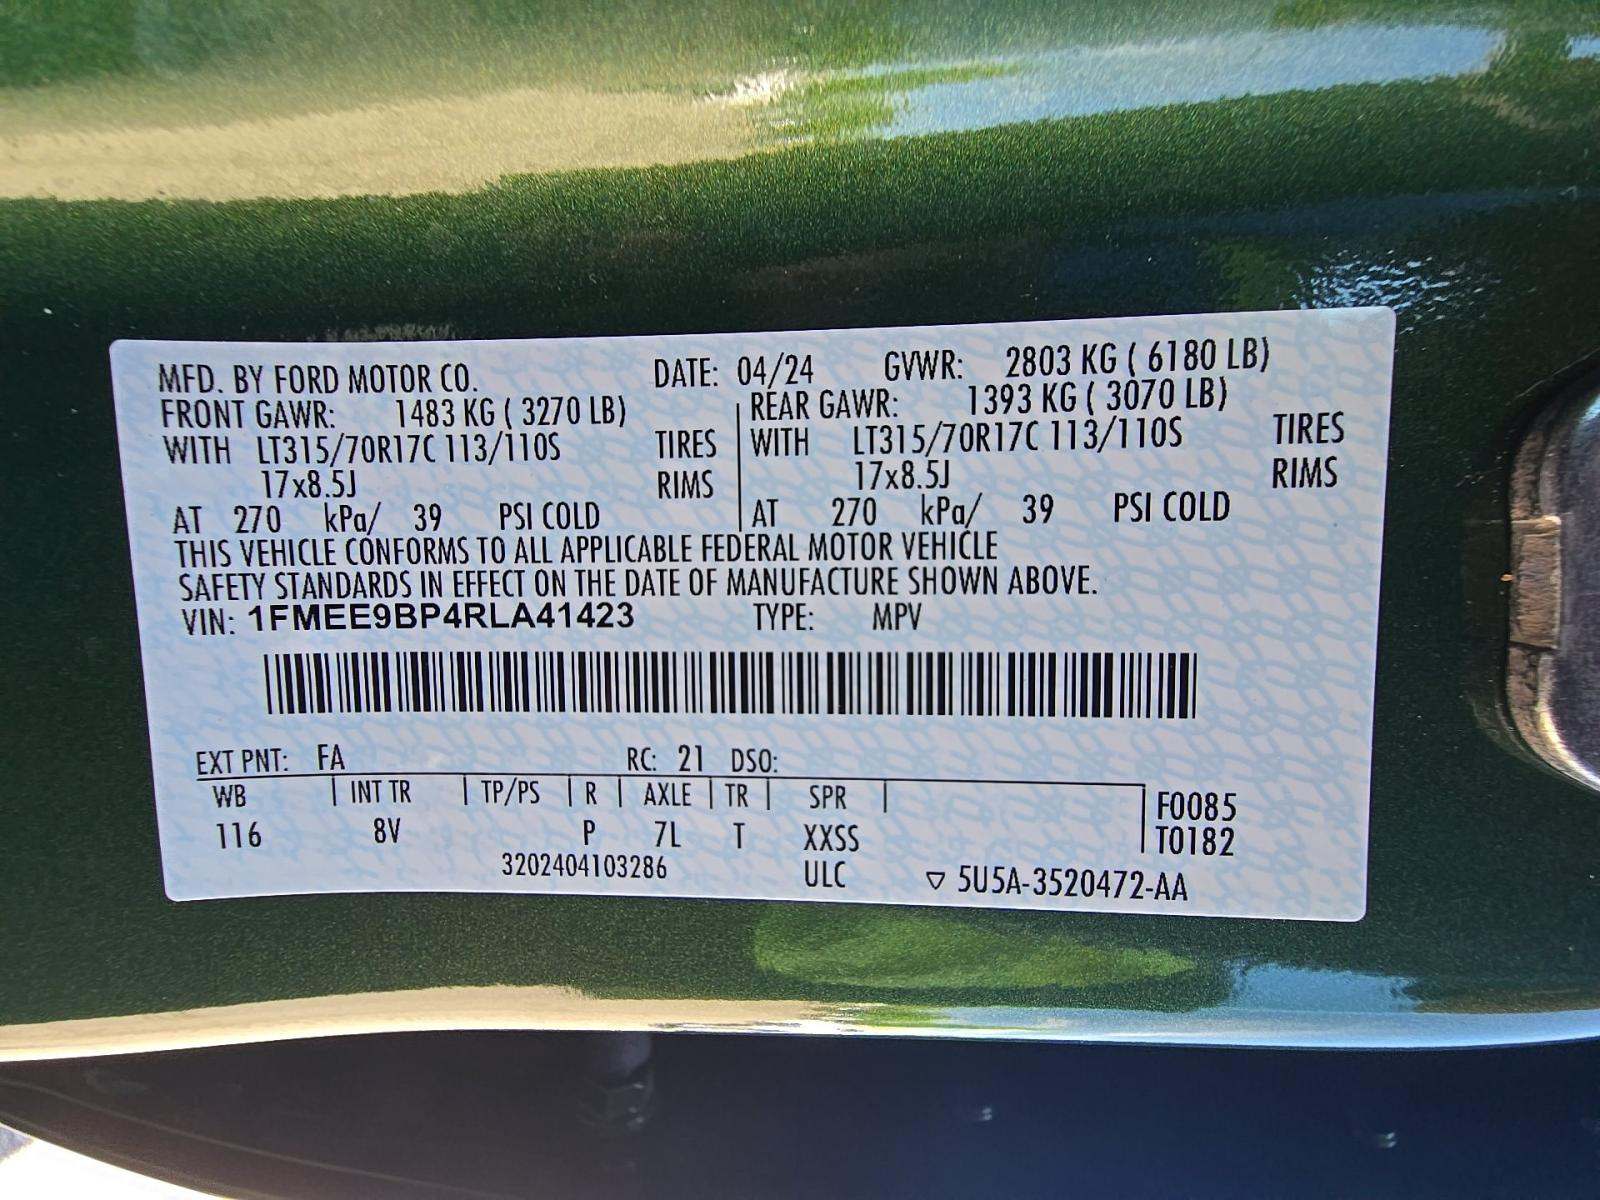 MFD. BY FORD MOTOR CO. DATE: 04/24 GVWR: 2803 KG ( 6180 LB)
FRONT GAWR: 1483 KG ( 3270 LB) REAR GAWR: 1393 KG ( 3070 LB)
WITH LT315/70R17C 113/110S TIRES WITH LT315/70R17C 113/110S TIRES
17x8.5J RIMS 17x8.5J RIMS
AT 270 kPa/ 39 PSI COLD AT 270 kPa/ 39 PSI COLD
THIS VEHICLE CONFORMS TO ALL APPLICABLE FEDERAL MOTOR VEHICLE
SAFETY STANDARDS IN EFFECT ON THE DATE OF MANUFACTURE SHOWN ABOVE.
VIN: 1FMEE9BP4RLA41423 TYPE: MPV
EXT PNT: FA RC: 21 DSO:
WB INT TR TP/PS R AXLE TR SPR F0085
116 8V P 7L T XXSS T0182
3202404103286 ULC ▽ 5U5A-3520472-AA